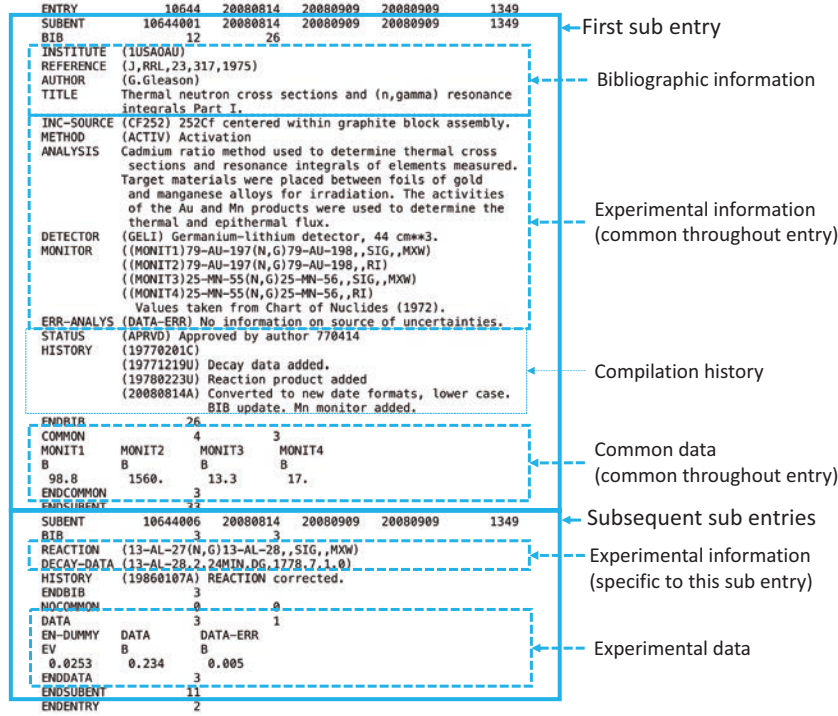 ENTRY 10644 20080814 20080909 20080909 1349
SUBENT 10644001 20080814 20080909 20080909 1349
BIB 12 26
INSTITUTE (1USAOAU)
REFERENCE (J,RRL,23,317,1975)
AUTHOR (G.Gleason)
TITLE Thermal neutron cross sections and (n,gamma) resonance
integrals Part I.
INC-SOURCE (CF252) 252Cf centered within graphite block assembly.
METHOD (ACTIV) Activation
ANALYSIS Cadmium ratio method used to determine thermal cross
sections and resonance integrals of elements measured.
Target materials were placed between foils of gold
and manganese alloys for irradiation. The activities
of the Au and Mn products were used to determine the
thermal and epithermal flux.
DETECTOR (GELI) Germanium-lithium detector, 44 cm**3.
MONITOR ((MONIT1)79-AU-197(N,G)79-AU-198,,SIG,,MXW)
((MONIT2)79-AU-197(N,G)79-AU-198,,RI)
((MONIT3)25-MN-55(N,G)25-MN-56,,SIG,,MXW)
((MONIT4)25-MN-55(N,G)25-MN-56,,RI)
Values taken from Chart of Nuclides (1972).
ERR-ANALYS (DATA-ERR) No information on source of uncertainties.
STATUS (APRVD) Approved by author 770414
HISTORY (19770201C)
(19771219U) Decay data added.
(19780223U) Reaction product added
(20080814A) Converted to new date formats, lower case.
BIB update. Mn monitor added.
ENDBIB 26
COMMON 4 3
MONIT1 MONIT2 MONIT3 MONIT4
B B B B
98.8 1560. 13.3 17.
ENDCOMMON 3
ENDSUBENT 33
SUBENT 10644006 20080814 20080909 20080909 1349
BIB 3 3
REACTION (13-AL-27(N,G)13-AL-28,,SIG,,MXW)
DECAY-DATA (13-AL-28,2.24MIN,DG,1778.7,1.0)
HISTORY (19860107A) REACTION corrected.
ENDBIB 3
NOCOMMON 0 0
DATA 3 1
EN-DUMMY DATA DATA-ERR
EV B B
0.0253 0.234 0.005
ENDDATA 3
ENDSUBENT 11
ENDENTRY 2
First sub entry
Bibliographic information
Experimental information
(common throughout entry)
Compilation history
Common data
(common throughout entry)
Subsequent sub entries
Experimental information
(specific to this sub entry)
Experimental data